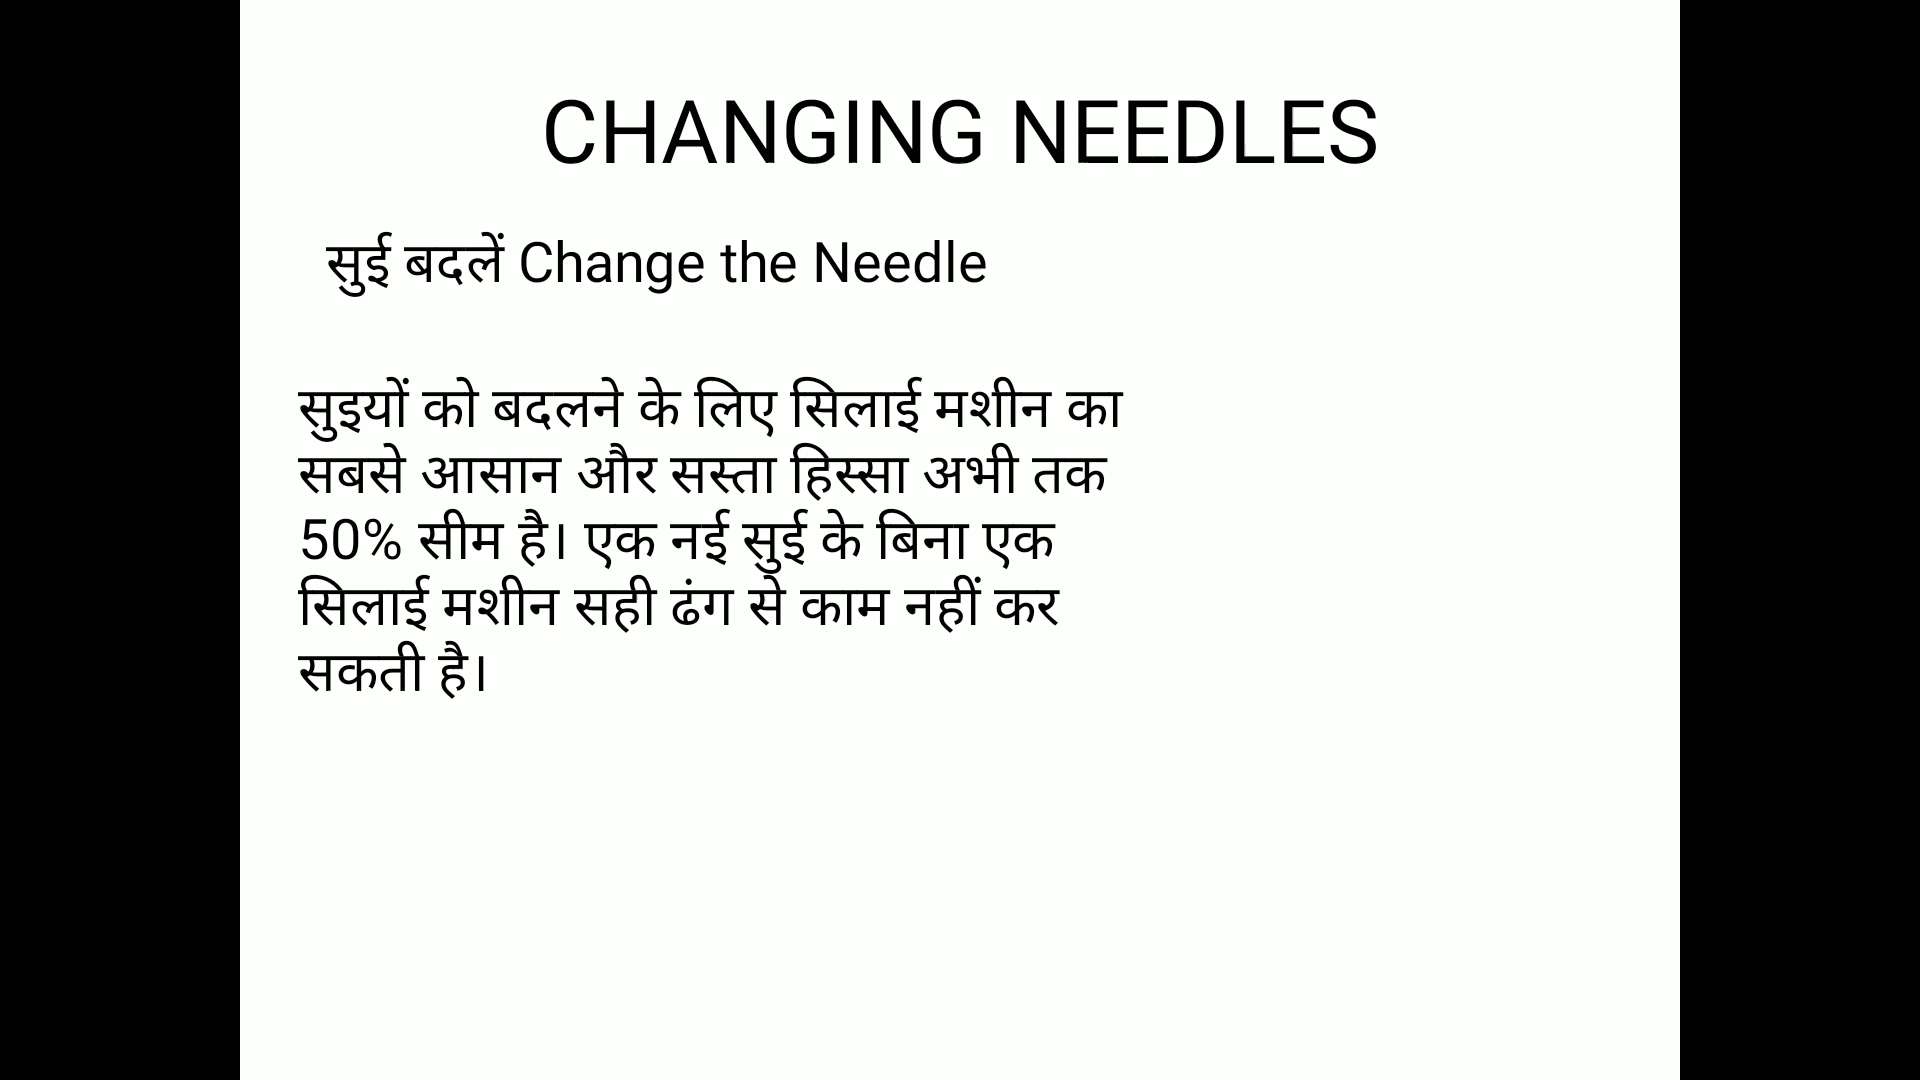 CHANGING NEEDLES
सुई बदलें Change the Needle
सुइयों को बदलने के लिए सिलाई मशीन का
सबसे आसान और सस्ता हिस्सा अभी तक
50% सीम है। एक नई सुई के बिना एक
सिलाई मशीन सही ढंग से काम नहीं कर
सकती है।